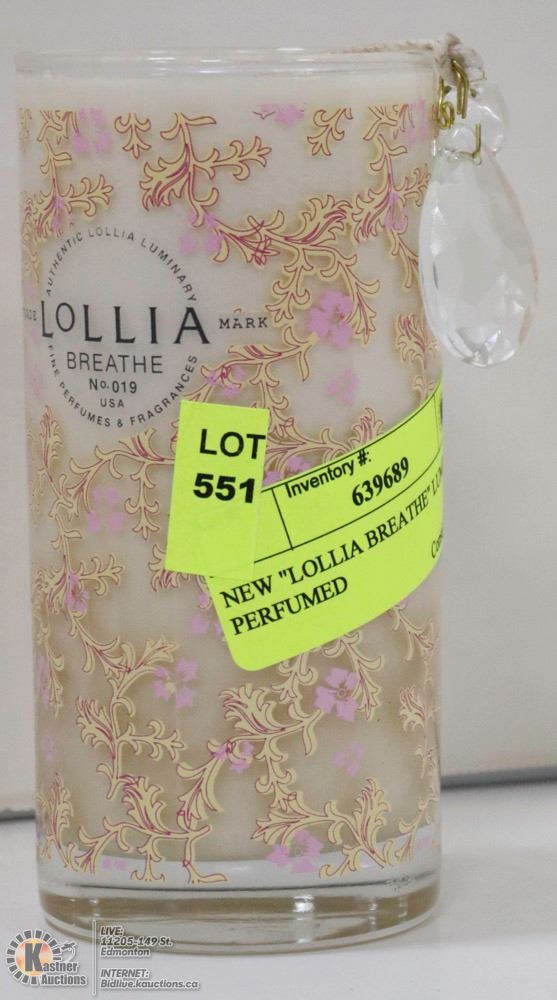 AUTHENTIC LOLLIA LUMINARY
LOLLIA
MARK
BREATHE
No. 019
USA
FINE PERFUMES & FRAGRANCES
LOT
551
Inventory #:
639689
NEW "LOLLIA BREATHE"
PERFUMED
Kastner
Auctions
LIVE:
11205-149 St.
Edmonton
INTERNET:
Bidlive.kauctions.ca